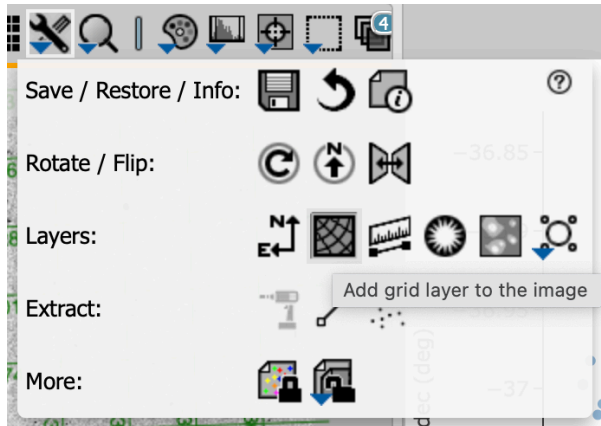 4
Save / Restore / Info:
i
?
Rotate / Flip:
N
-36.85
Layers:
N
E
Add grid layer to the image
Extract:
More:
-37
dec (deg)